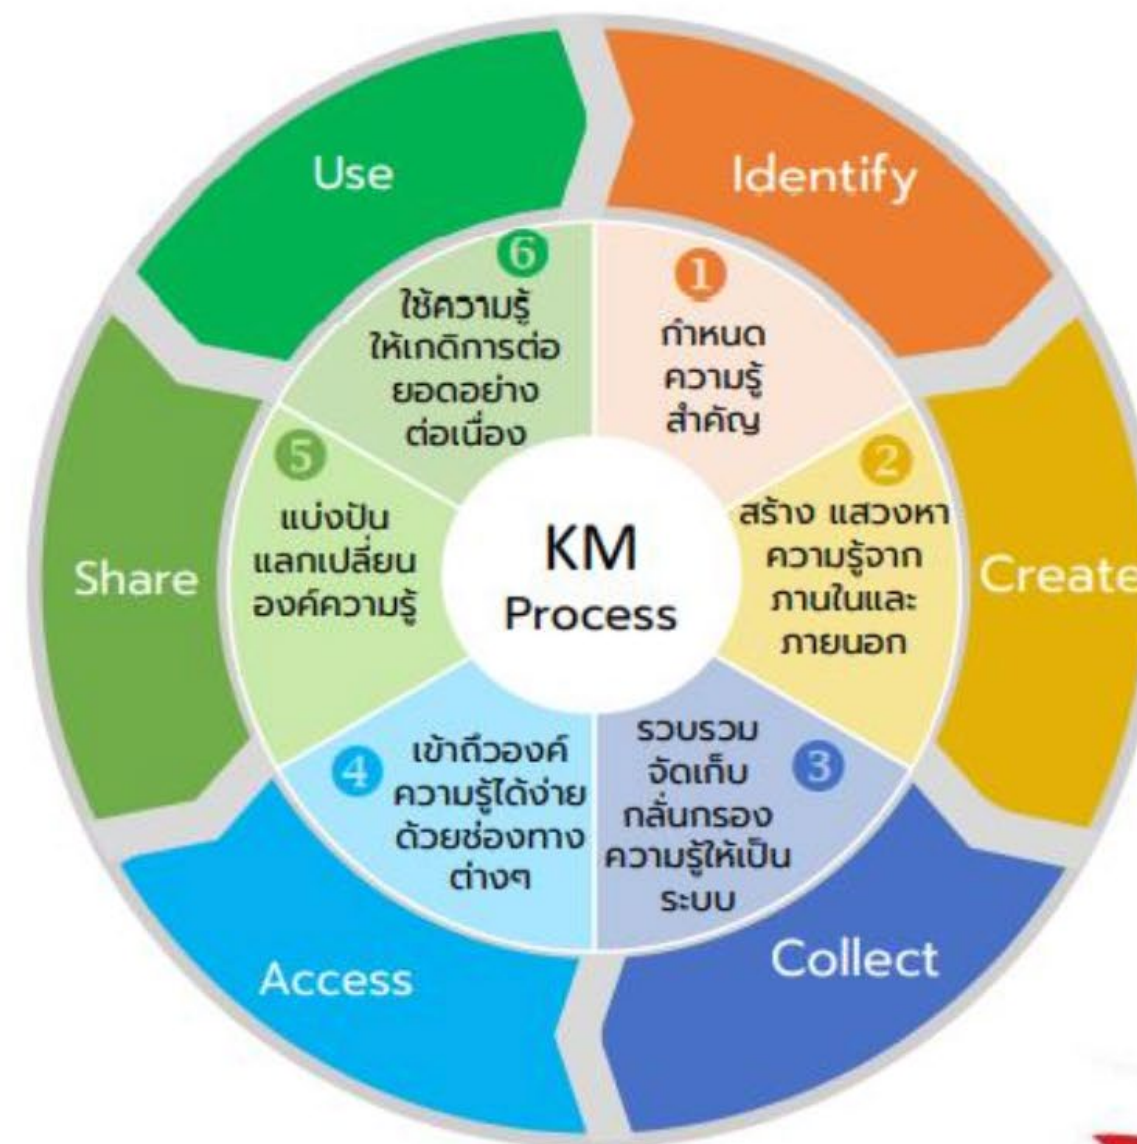 KM
Process
Identify
1
กำหนด
ความรู้
สำคัญ
Create
2
สร้าง แสวงหา
ความรู้จาก
ภานในและ
ภายนอก
Collect
3
รวบรวม
จัดเก็บ
กลั่นกรอง
ความรู้ให้เป็น
ระบบ
Access
4
เข้าถึวองค์
ความรู้ได้ง่าย
ด้วยช่องทาง
ต่างๆ
Share
5
แบ่งปัน
แลกเปลี่ยน
องค์ความรู้
Use
6
ใช้ความรู้
ให้เกดิการต่อ
ยอดอย่าง
ต่อเนื่อง